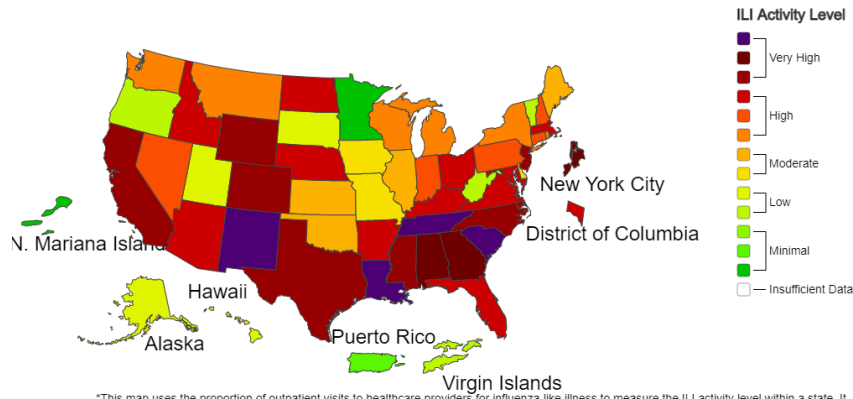 ILI Activity Level
Very High
High
Moderate
Low
Minimal
Insufficient Data
New York City
District of Columbia
N. Mariana Island
Hawaii
Alaska
Puerto Rico
Virgin Islands
*This map uses the proportion of outpatient visits to healthcare providers for influenza-like illness to measure the ILI activity level within a state. It